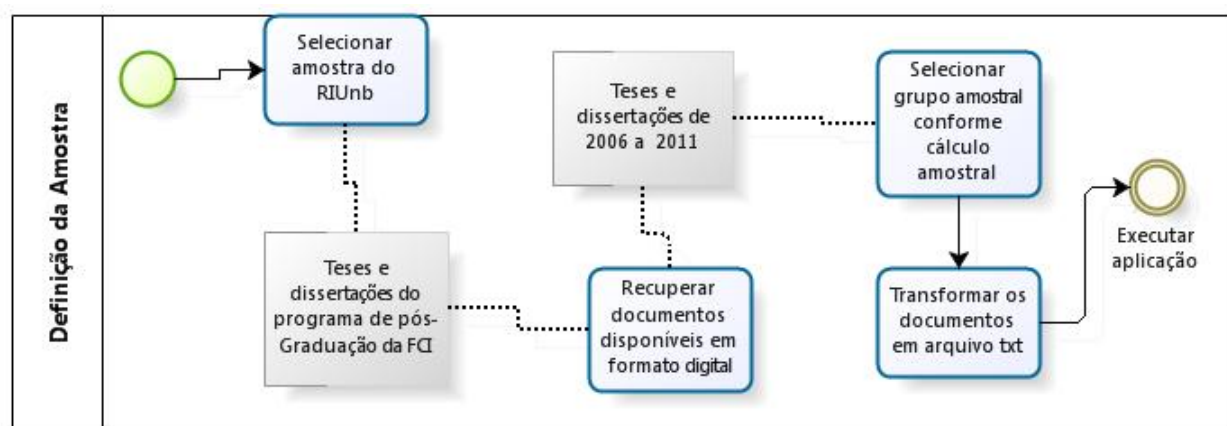 Definição da Amostra
Selecionar
amostra do
RIUnb
Teses e
dissertações do
programa de pós-
Graduação da FCI
Recuperar
documentos
disponíveis em
formato digital
Teses e
dissertações de
2006 a 2011
Selecionar
grupo amostral
conforme
cálculo
amostral
Transformar os
documentos
em arquivo txt
Executar
aplicação